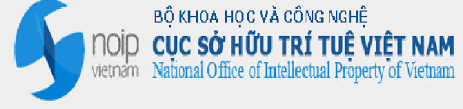 BỘ KHOA HỌC VÀ CÔNG NGHỆ
noip CỤC SỞ HỮU TRÍ TUỆ VIỆT NAM
vietnam National Office of Intellectual Property of Vietnam